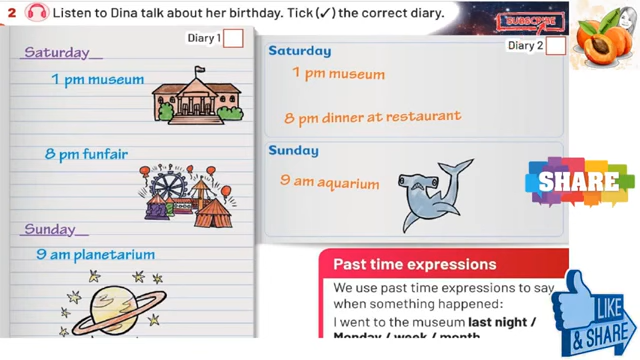 2 Listen to Dina talk about her birthday. Tick (✓) the correct diary.
SUBSCRIBE
Diary 1
Saturday
1 pm museum
8 pm funfair
Sunday
9 am planetarium
Diary 2
Saturday
1 pm museum
8 pm dinner at restaurant
Sunday
9 am aquarium
SHARE
Past time expressions
We use past time expressions to say
when something happened:
I went to the museum last night /
Monday / week / month
LIKE
& SHARE